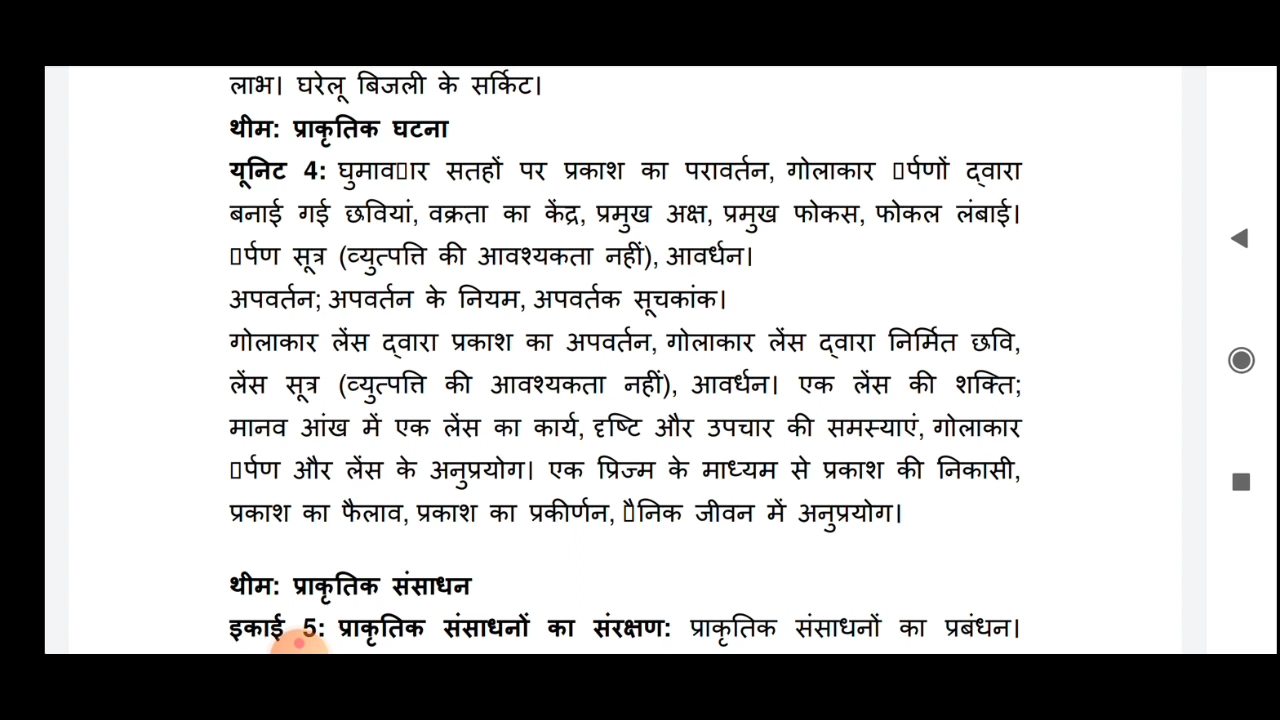 लाभ। घरेलू बिजली के सर्किट।
थीम: प्राकृतिक घटना
यूनिट 4: घुमाव▯ार सतहों पर प्रकाश का परावर्तन, गोलाकार ▯र्पणों द्वारा
बनाई गई छवियां, वक्रता का केंद्र, प्रमुख अक्ष, प्रमुख फोकस, फोकल लंबाई।
▯र्पण सूत्र (व्युत्पत्ति की आवश्यकता नहीं), आवर्धन।
अपवर्तन; अपवर्तन के नियम, अपवर्तक सूचकांक।
गोलाकार लेंस द्वारा प्रकाश का अपवर्तन, गोलाकार लेंस द्वारा निर्मित छवि,
लेंस सूत्र (व्युत्पत्ति की आवश्यकता नहीं), आवर्धन। एक लेंस की शक्ति;
मानव आंख में एक लेंस का कार्य, दृष्टि और उपचार की समस्याएं, गोलाकार
▯र्पण और लेंस के अनुप्रयोग। एक प्रिज्म के माध्यम से प्रकाश की निकासी,
प्रकाश का फैलाव, प्रकाश का प्रकीर्णन, ▯ैनिक जीवन में अनुप्रयोग।
थीम: प्राकृतिक संसाधन
इकाई 5: प्राकृतिक संसाधनों का संरक्षण: प्राकृतिक संसाधनों का प्रबंधन।